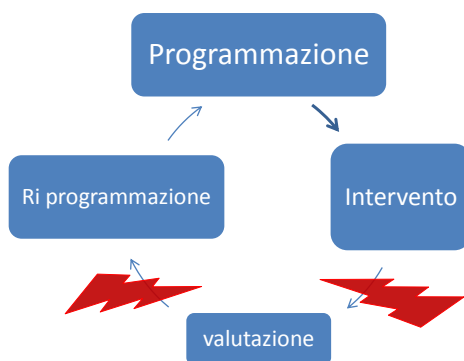 Programmazione
Ri programmazione
Intervento
valutazione